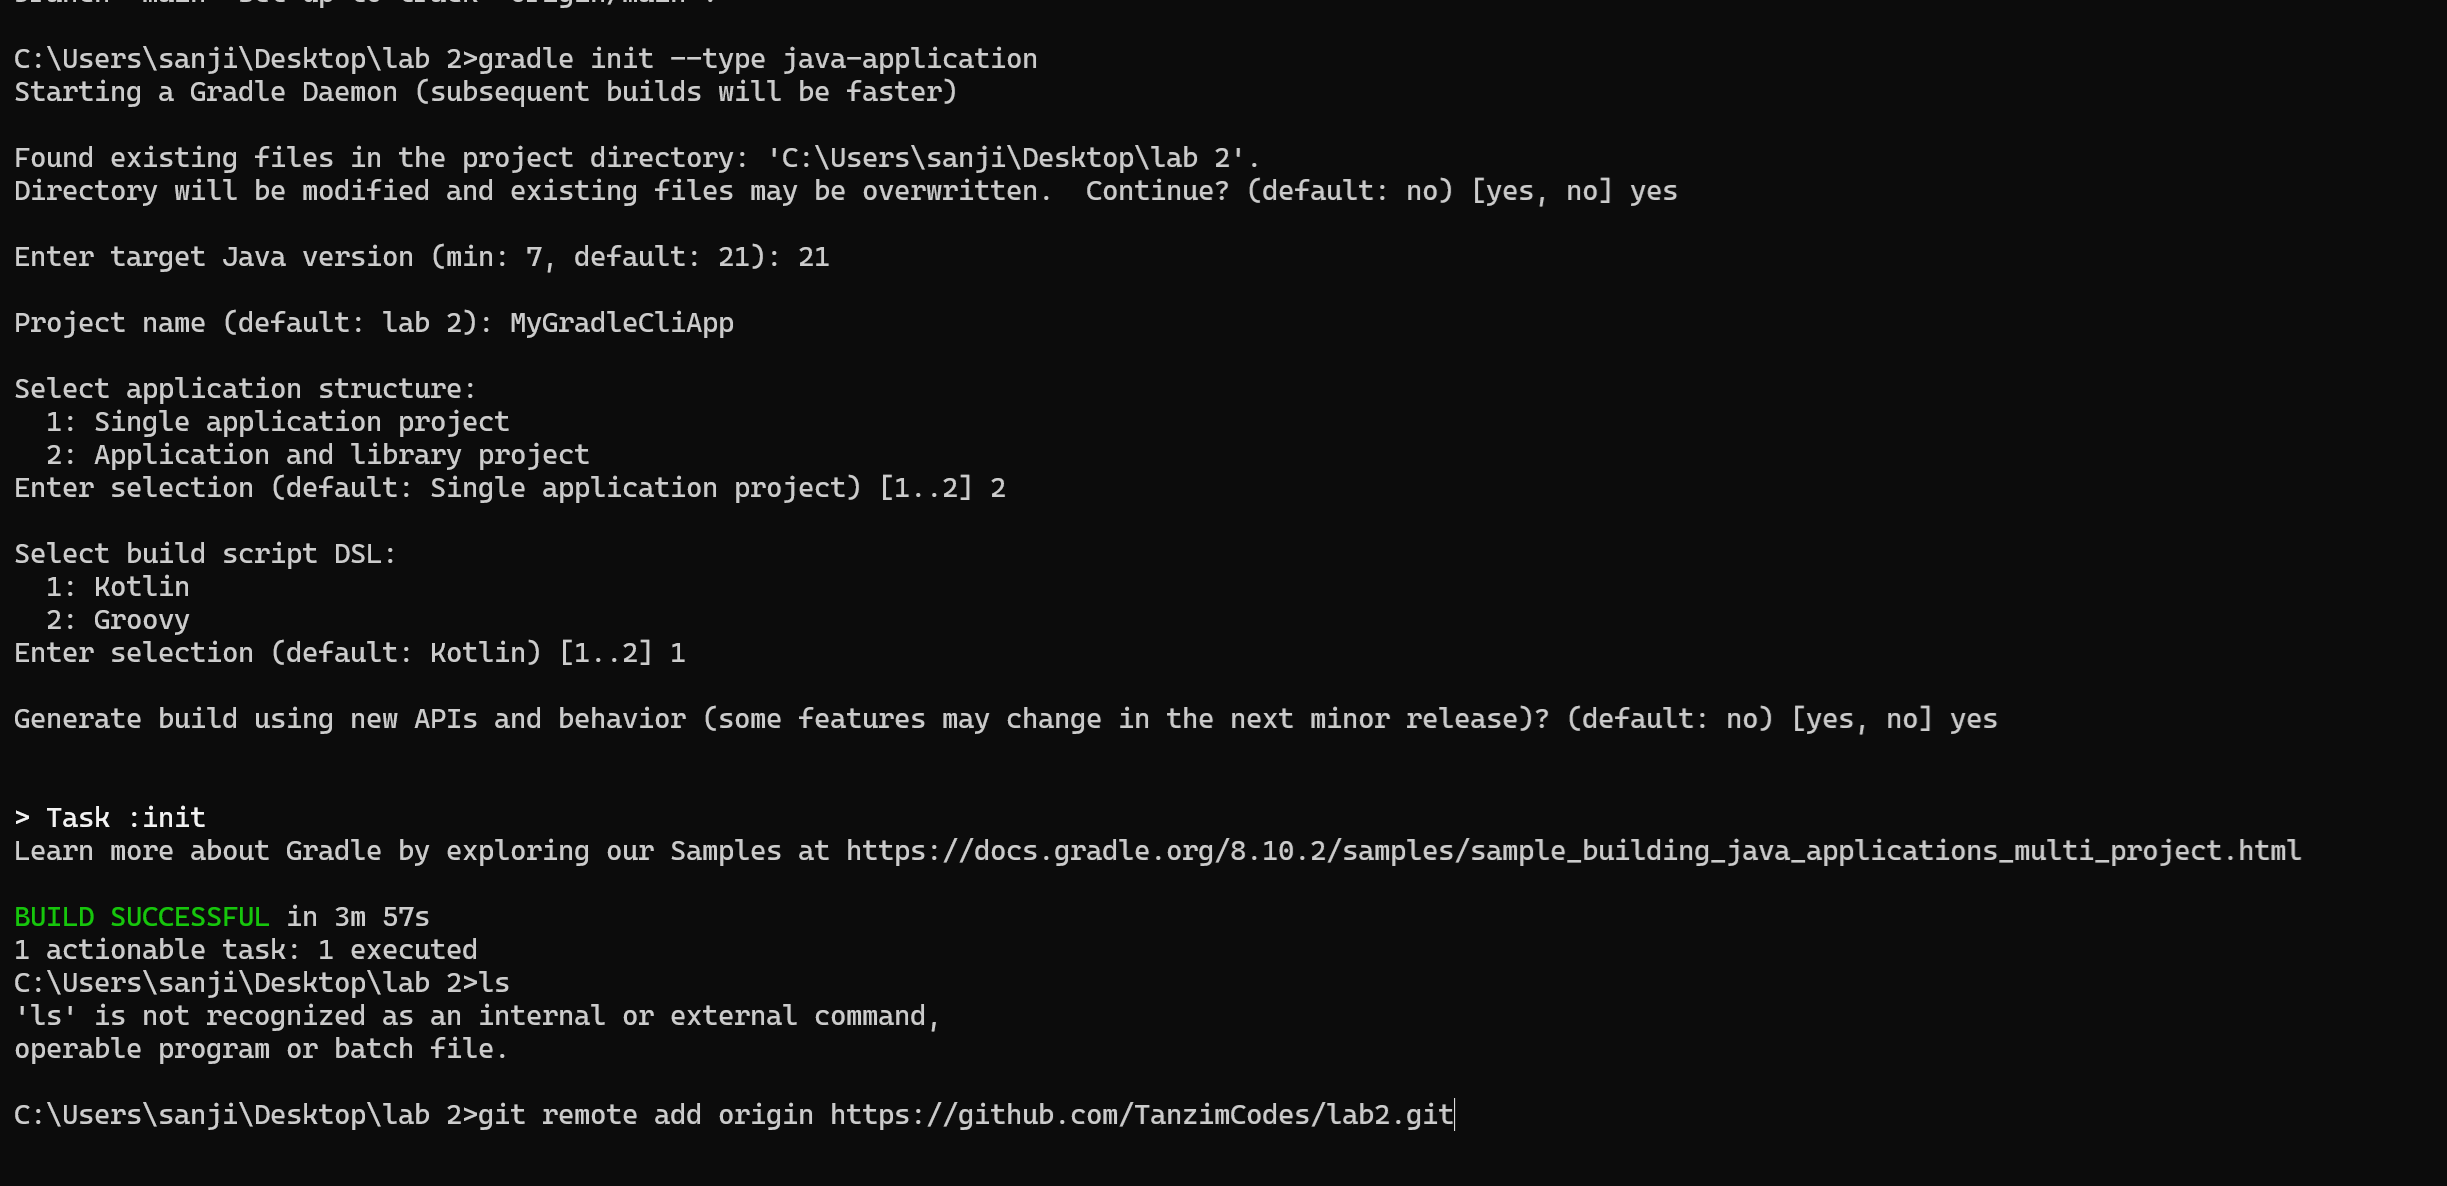 C:\Users\sanji\Desktop\lab 2>gradle init --type java-application
Starting a Gradle Daemon (subsequent builds will be faster)
Found existing files in the project directory: 'C:\Users\sanji\Desktop\lab 2'.
Directory will be modified and existing files may be overwritten.  Continue? (default: no) [yes, no] yes
Enter target Java version (min: 7, default: 21): 21
Project name (default: lab 2): MyGradleCliApp
Select application structure:
  1: Single application project
  2: Application and library project
Enter selection (default: Single application project) [1..2] 2
Select build script DSL:
  1: Kotlin
  2: Groovy
Enter selection (default: Kotlin) [1..2] 1
Generate build using new APIs and behavior (some features may change in the next minor release)? (default: no) [yes, no] yes
> Task :init
Learn more about Gradle by exploring our Samples at https://docs.gradle.org/8.10.2/samples/sample_building_java_applications_multi_project.html
BUILD SUCCESSFUL in 3m 57s
1 actionable task: 1 executed
C:\Users\sanji\Desktop\lab 2>ls
'ls' is not recognized as an internal or external command,
operable program or batch file.
C:\Users\sanji\Desktop\lab 2>git remote add origin https://github.com/TanzimCodes/lab2.git